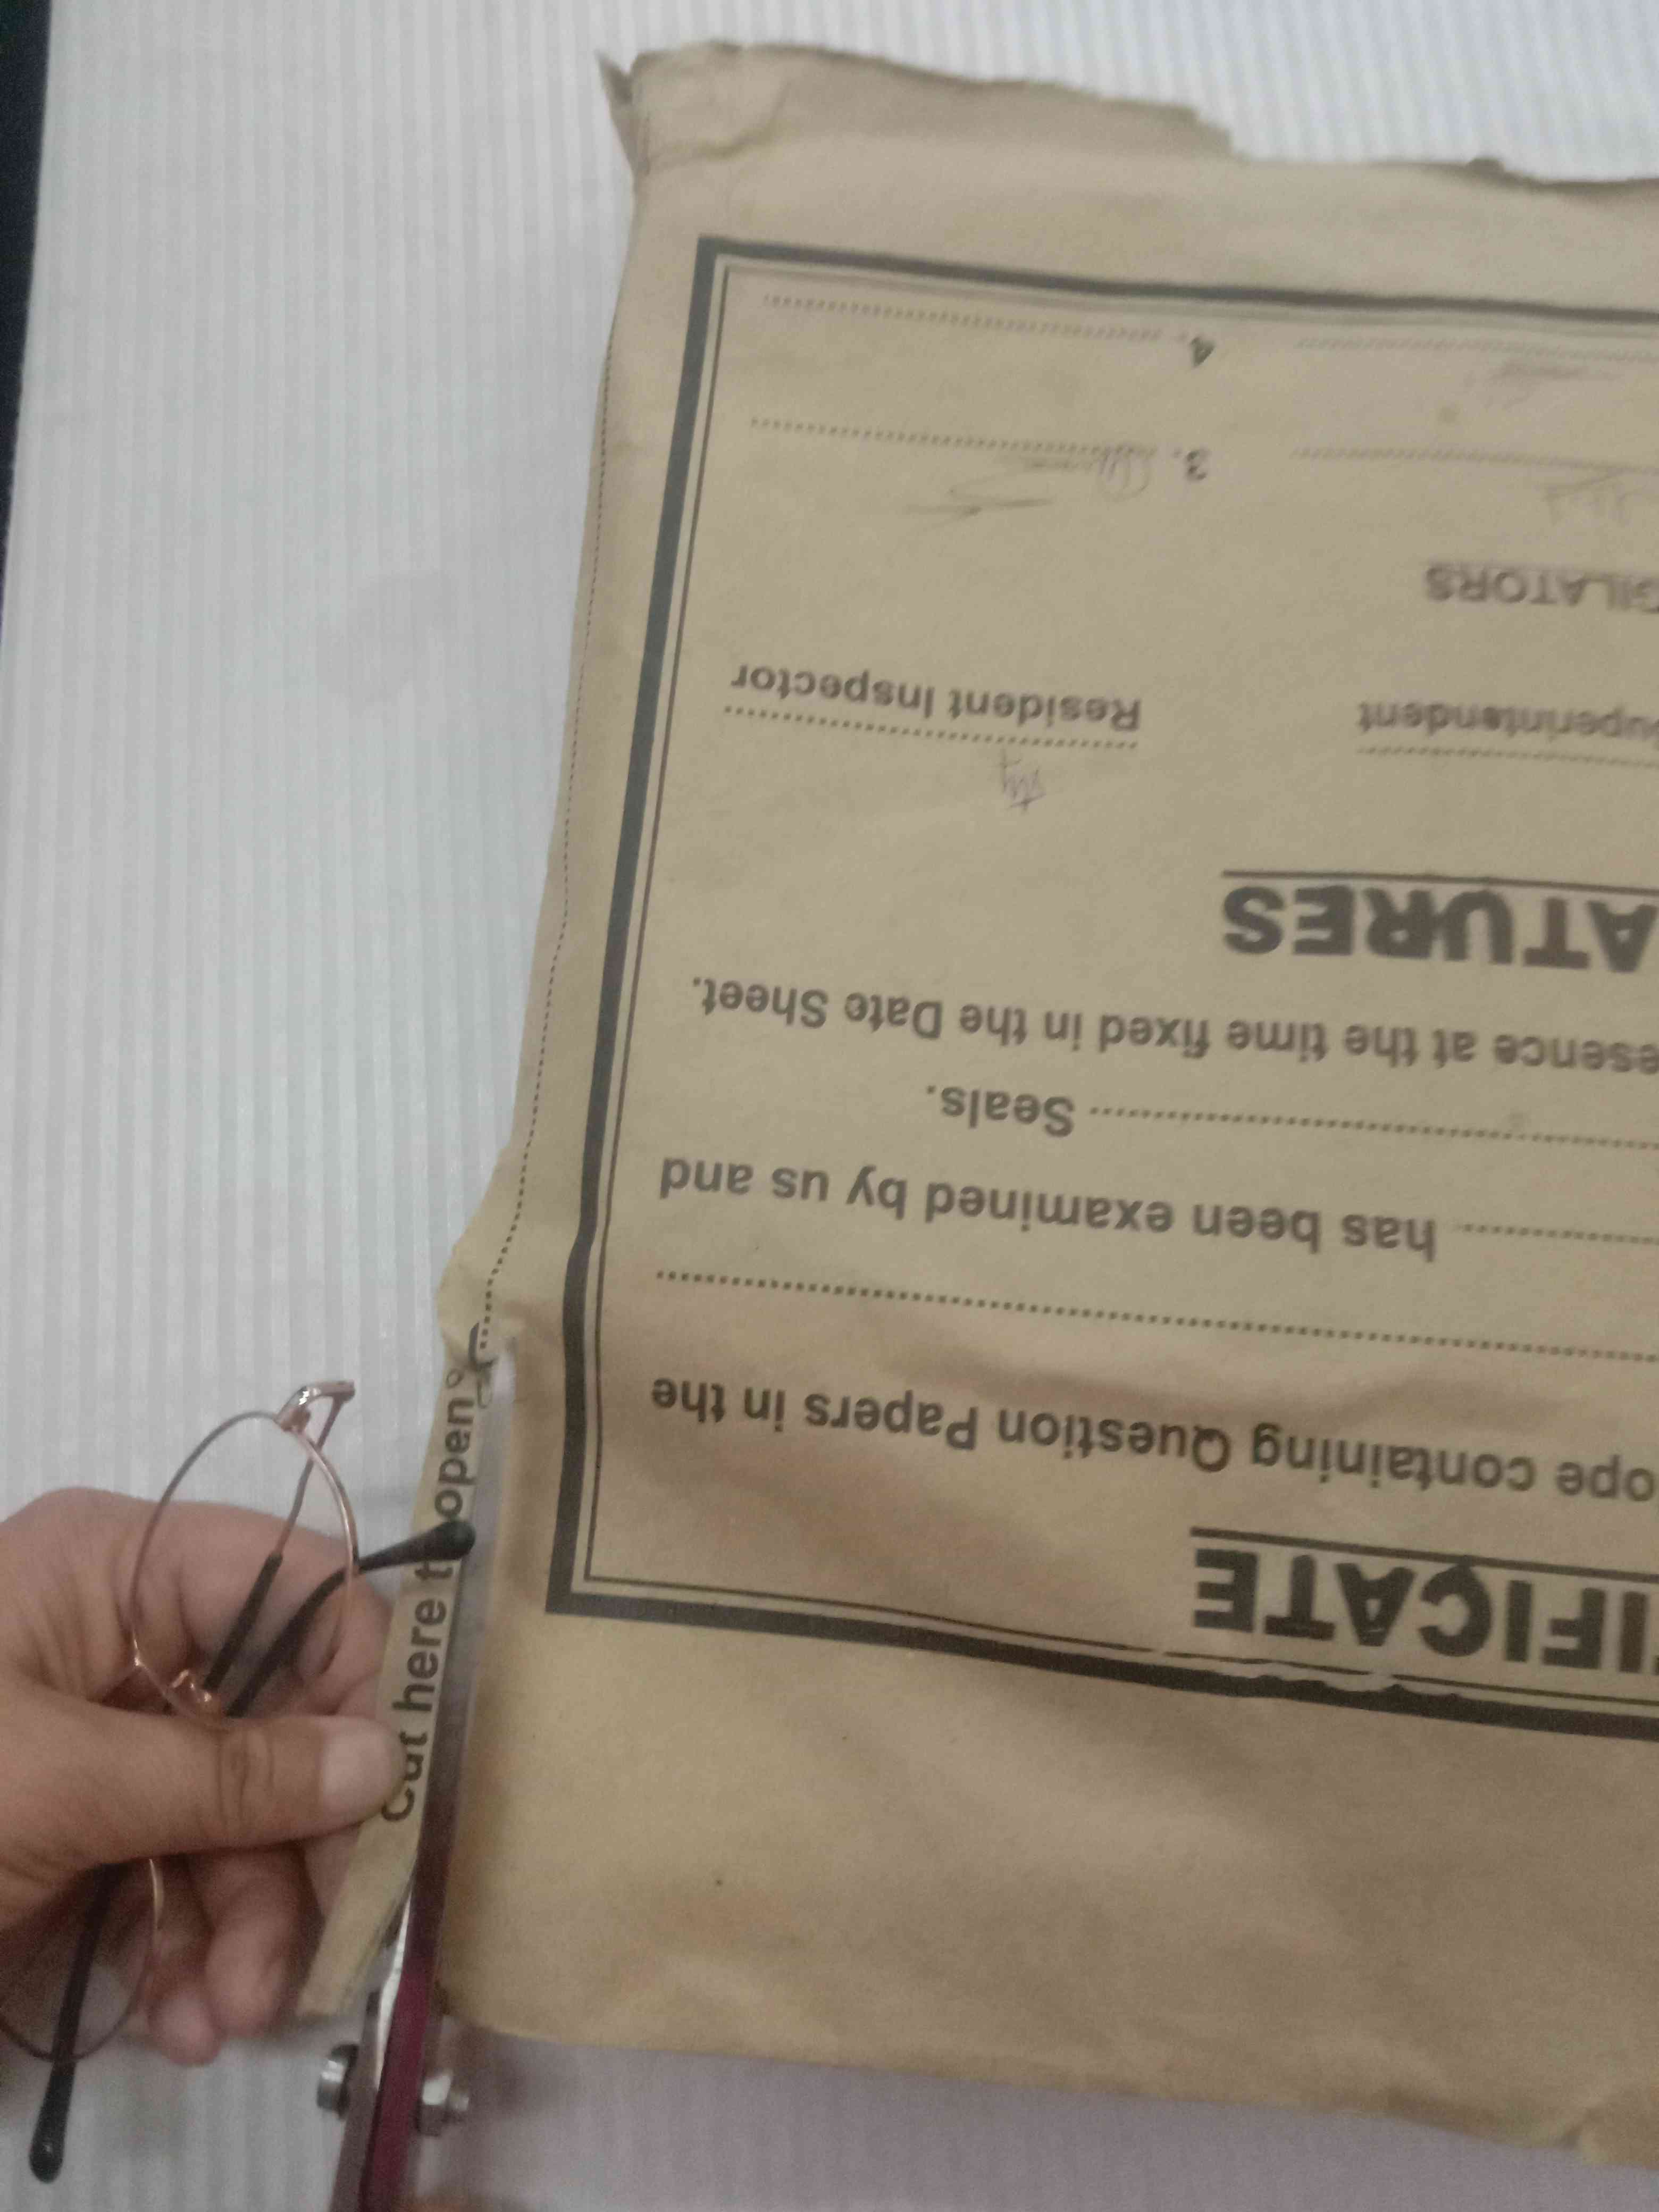 IFICATE
ope containing Question Papers in the
has been examined by us and
Seals.
esence at the time fixed in the Date Sheet.
ATURES
uperintendent Resident Inspector
GILATORS
3.
4.
Cut here to open